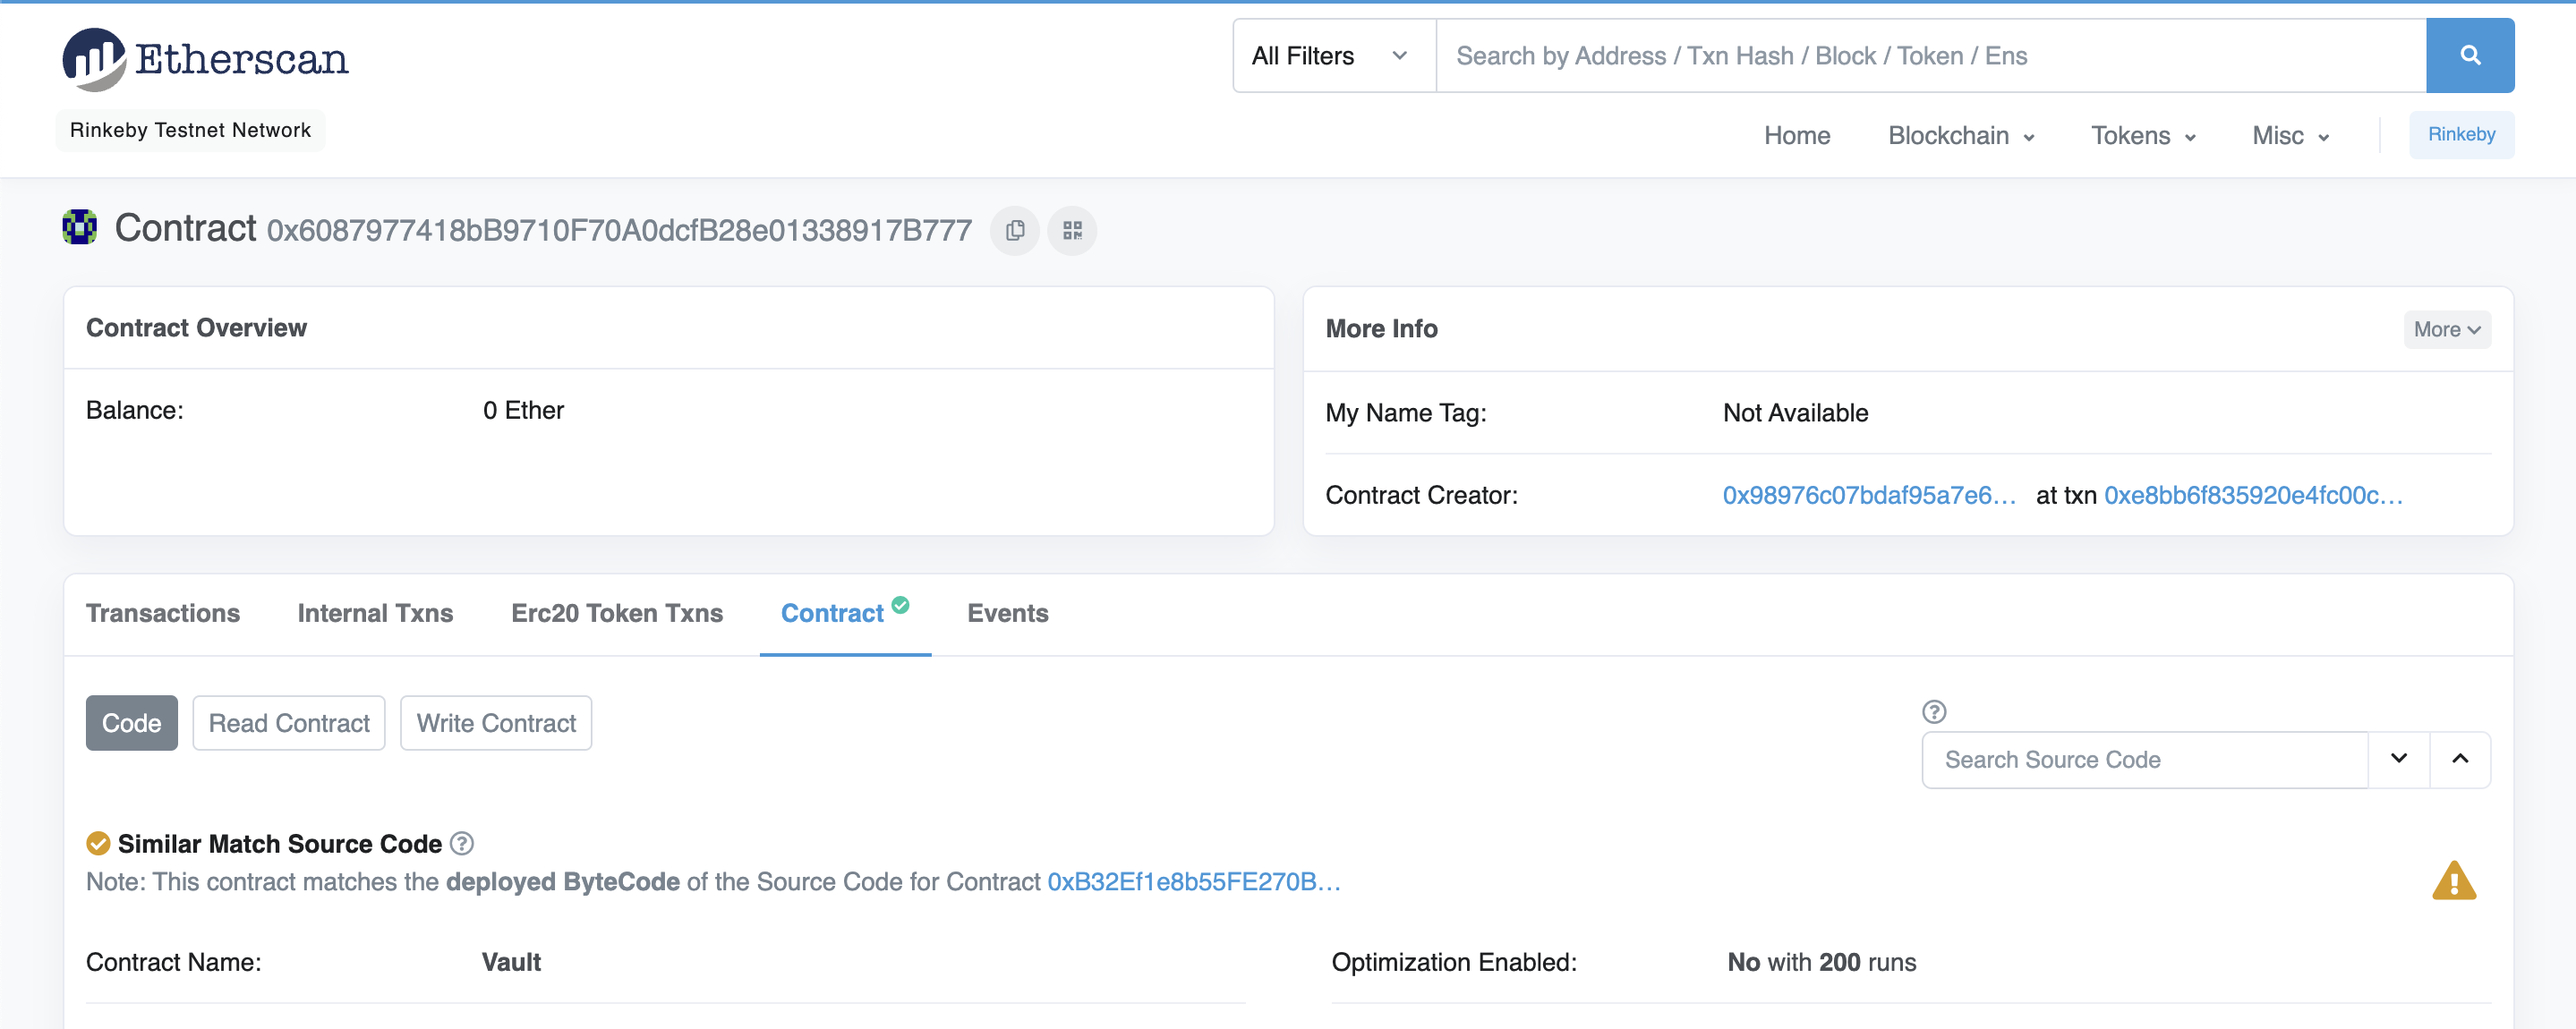 Etherscan
All Filters
Search by Address / Txn Hash / Block / Token / Ens
Rinkeby Testnet Network
Home Blockchain Tokens Misc Rinkeby
Contract 0x6087977418bB9710F70A0dcfB28e01338917B777
Contract Overview
Balance: 0 Ether
More Info More
My Name Tag: Not Available
Contract Creator: 0x98976c07bdaf95a7e6... at txn 0xe8bb6f835920e4fc00c...
Transactions Internal Txns Erc20 Token Txns Contract Events
Code Read Contract Write Contract
Search Source Code
Similar Match Source Code
Note: This contract matches the deployed ByteCode of the Source Code for Contract 0xB32Ef1e8b55FE270B...
Contract Name: Vault Optimization Enabled: No with 200 runs